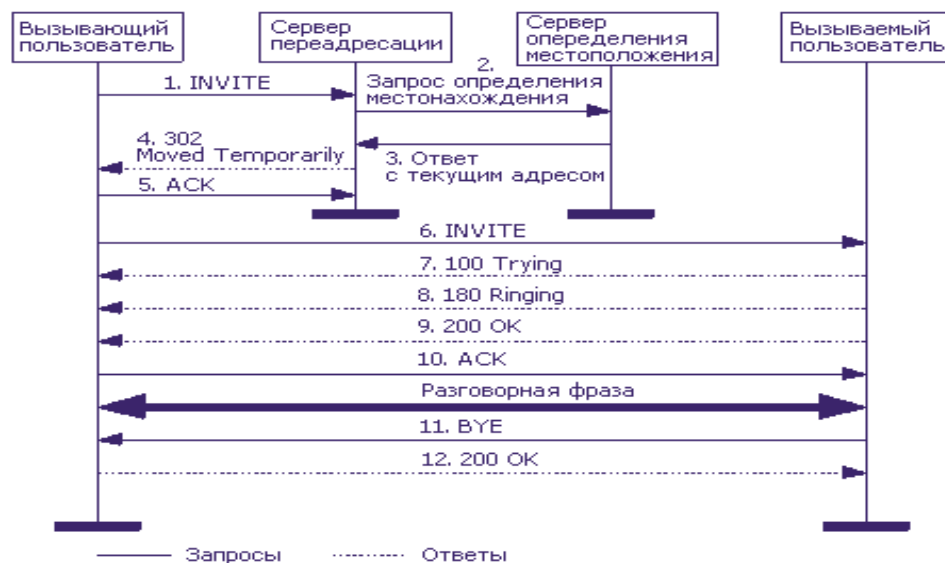 Вызывающий
пользователь
Сервер
переадресации
Сервер
опеределения
местоположения
Вызываемый
пользователь
1. INVITE
2.
Запрос определения
местонахождения
4. 302
Moved Temporarily
3. Ответ
с текущим адресом
5. ACK
6. INVITE
7. 100 Trying
8. 180 Ringing
9. 200 OK
10. ACK
Разговорная фраза
11. BYE
12. 200 OK
Запросы
Ответы